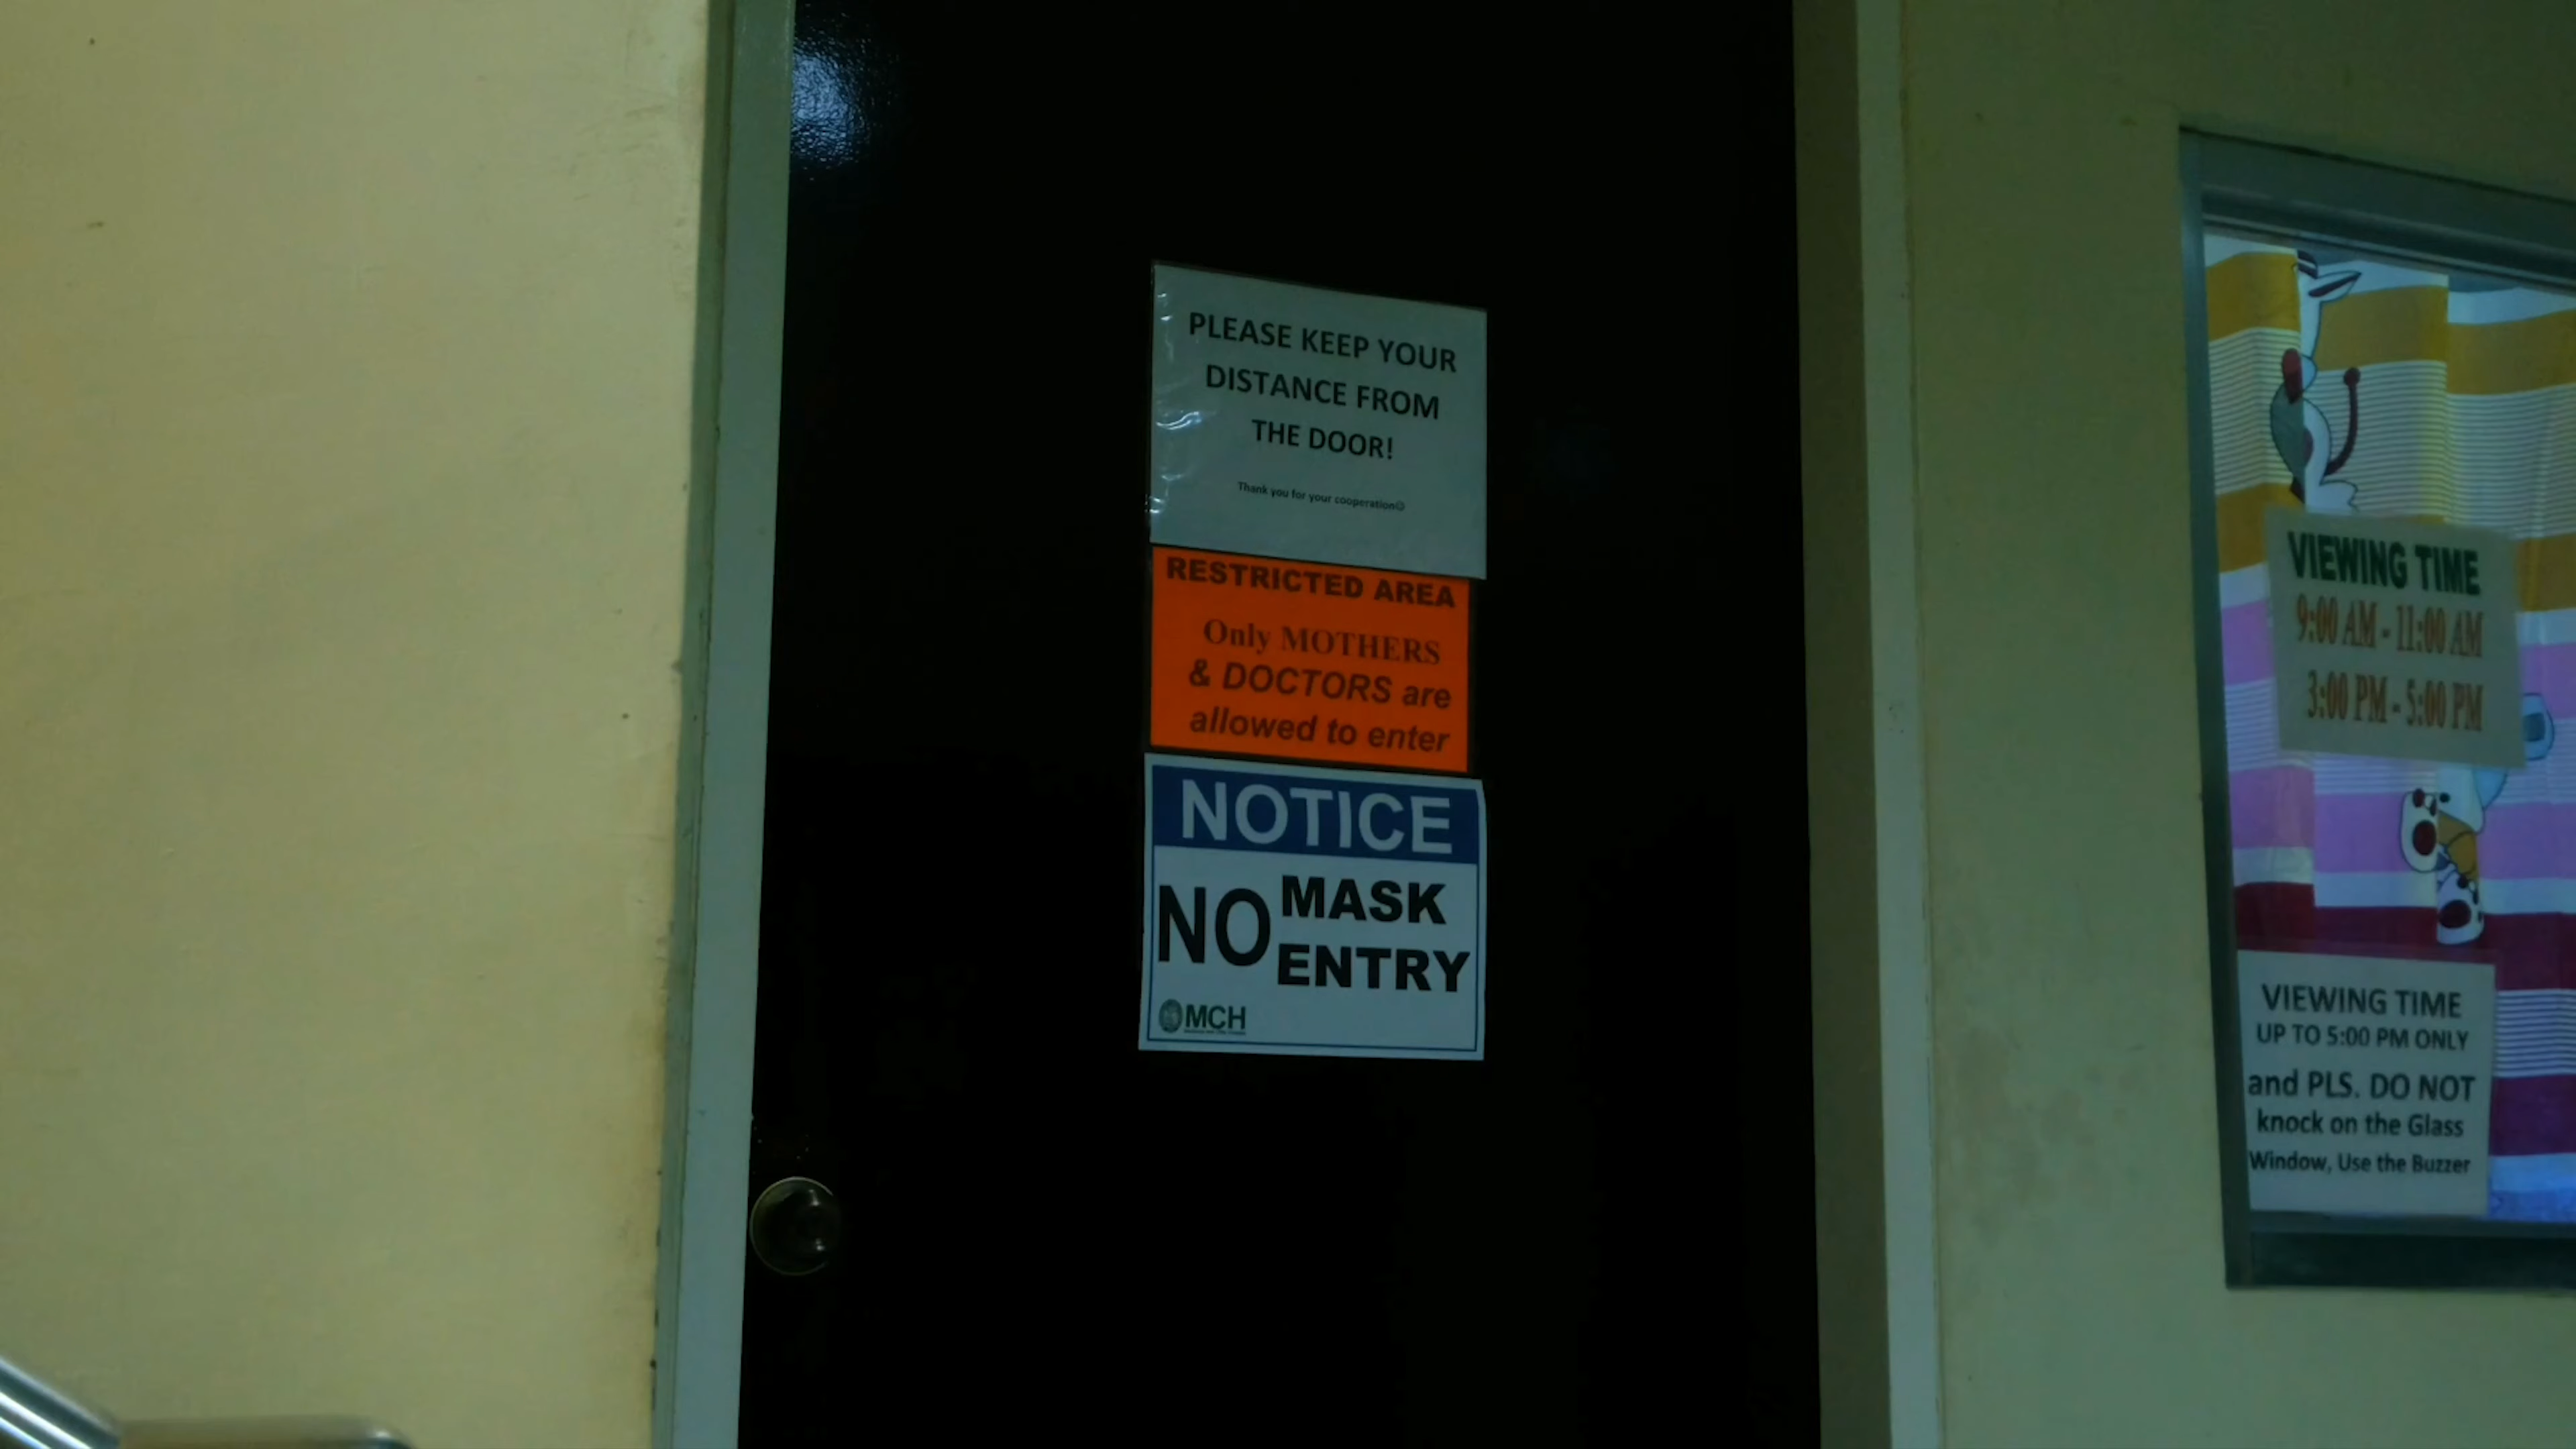 PLEASE KEEP YOUR
DISTANCE FROM
THE DOOR!
Thank you for your cooperation☺
RESTRICTED AREA
Only MOTHERS
& DOCTORS are
allowed to enter
NOTICE
NO MASK
ENTRY
MCH
VIEWING TIME
9:00 AM - 11:00 AM
3:00 PM - 5:00 PM
VIEWING TIME
UP TO 5:00 PM ONLY
and PLS. DO NOT
knock on the Glass
Window, Use the Buzzer